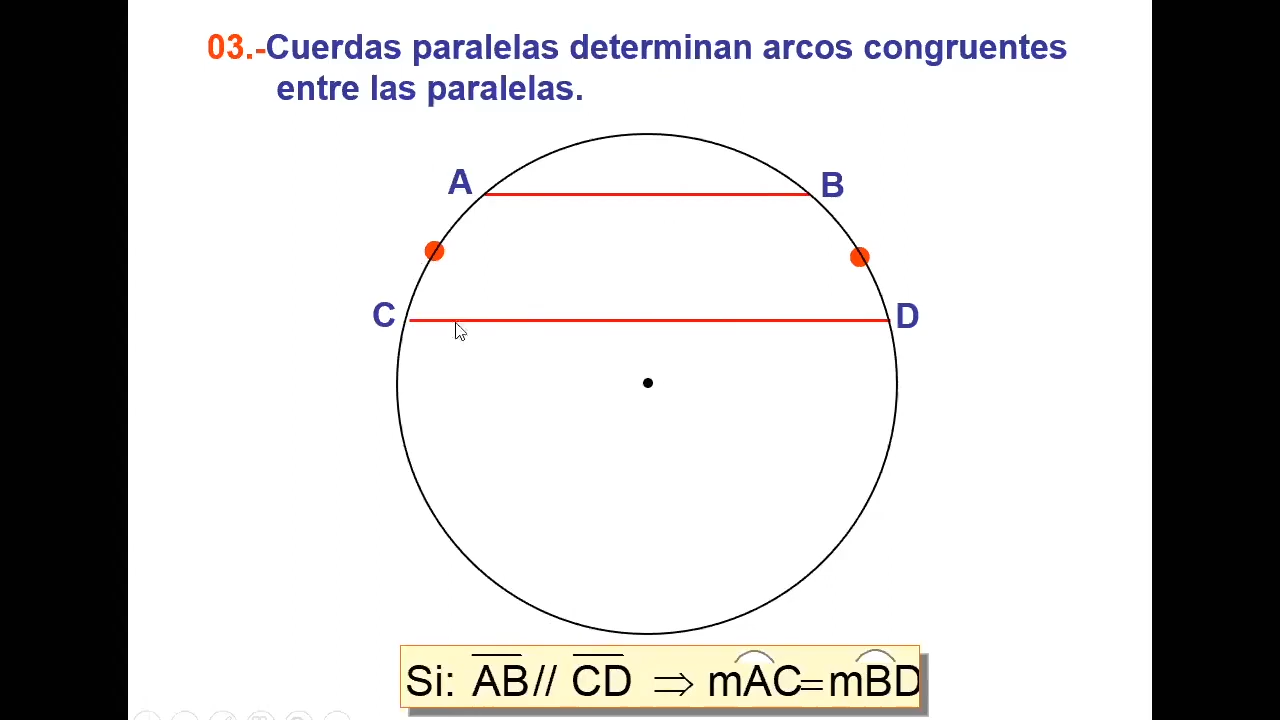 03.-Cuerdas paralelas determinan arcos congruentes
entre las paralelas.
A
B
C
D
Si: AB// CD ⇒ mAC=mBD